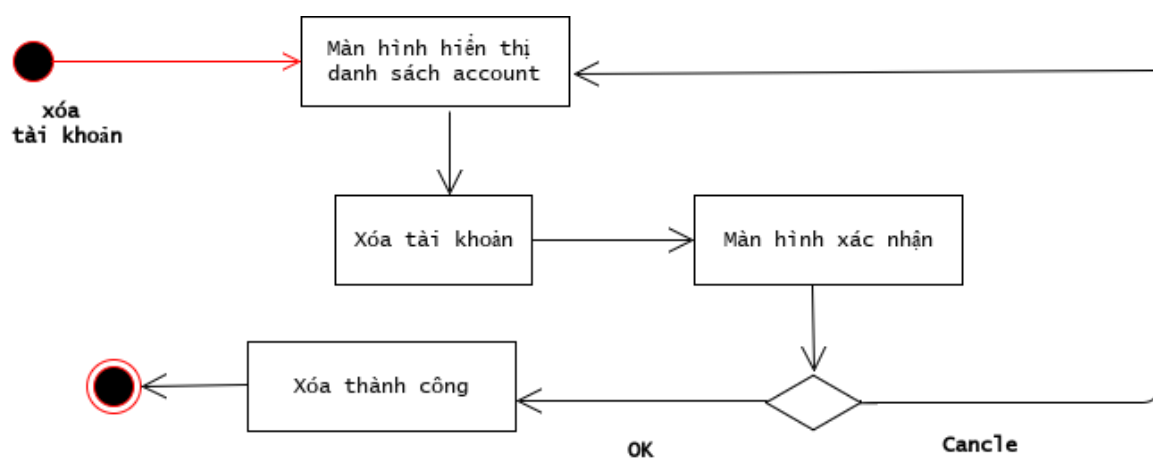 Màn hình hiển thị
danh sách account
xóa
tài khoản
Xóa tài khoản
Màn hình xác nhận
Xóa thành công
OK
Cancle